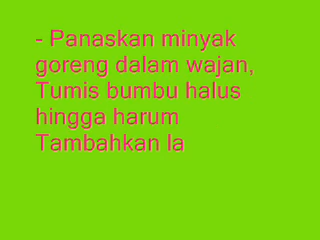 - Panaskan minyak
goreng dalam wajan,
Tumis bumbu halus
hingga harum
Tambahkan la